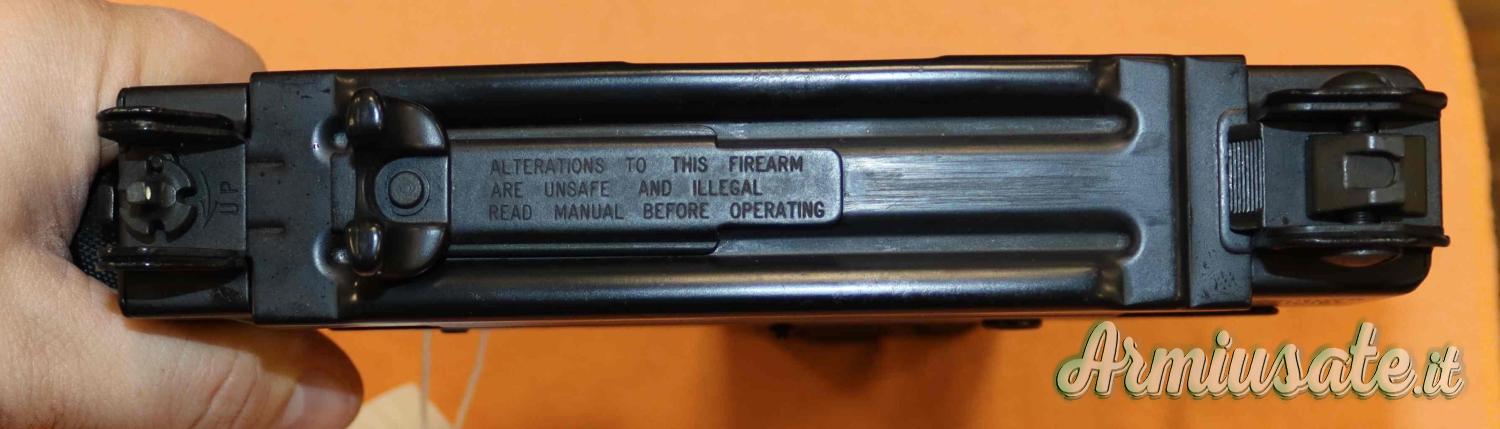 ALTERATIONS TO THIS FIREARM
ARE UNSAFE AND ILLEGAL
READ MANUAL BEFORE OPERATING
UP
Armiusate.it